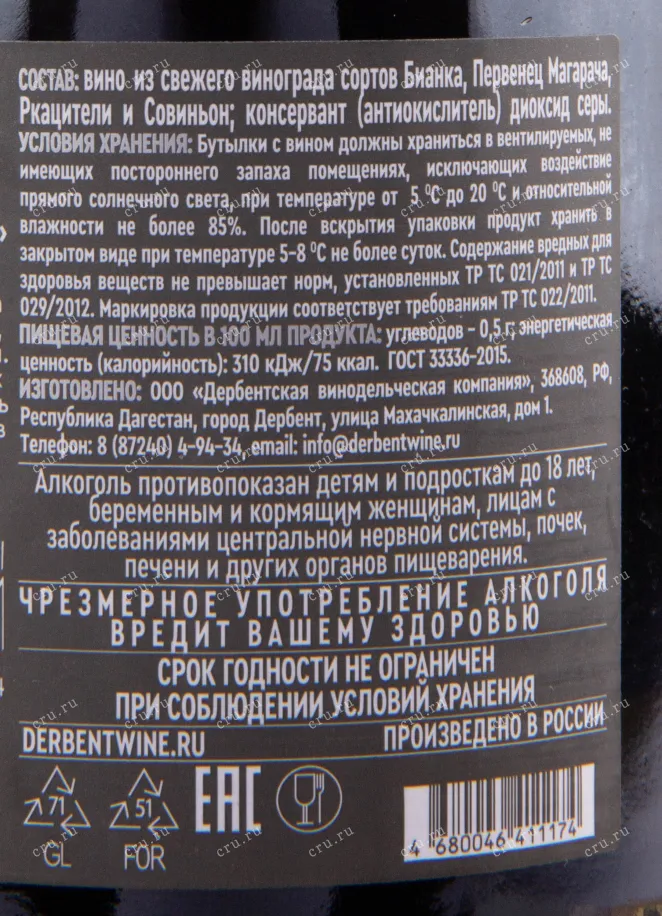 СОСТАВ: вино из свежего винограда сортов Бианка, Первенец Магарача,
Ркацители и Совиньон; консервант (антиокислитель) диоксид серы.
УСЛОВИЯ ХРАНЕНИЯ: Бутылки с вином должны храниться в вентилируемых, не
имеющих постороннего запаха помещениях, исключающих воздействие
прямого солнечного света, при температуре от 5 °С до 20 °С и относительной
влажности не более 85%. После вскрытия упаковки продукт хранить в
закрытом виде при температуре 5-8 °С не более суток. Содержание вредных для
здоровья веществ не превышает норм, установленных ТР ТС 021/2011 и ТР ТС
029/2012. Маркировка продукции соответствует требованиям ТР ТС 022/2011.
ПИЩЕВАЯ ЦЕННОСТЬ В 100 МЛ ПРОДУКТА: углеводов - 0,5 г; энергетическая
ценность (калорийность): 310 кДж/75 ккал. ГОСТ 33336-2015.
ИЗГОТОВЛЕНО: ООО «Дербентская винодельческая компания», 368608, РФ,
Республика Дагестан, город Дербент, улица Махачкалинская, дом 1.
Телефон: 8 (87240) 4-94-34, email: info@derbentwine.ru
Алкоголь противопоказан детям и подросткам до 18 лет,
беременным и кормящим женщинам, лицам с
заболеваниями центральной нервной системы, почек,
печени и других органов пищеварения.
ЧРЕЗМЕРНОЕ УПОТРЕБЛЕНИЕ АЛКОГОЛЯ
ВРЕДИТ ВАШЕМУ ЗДОРОВЬЮ
СРОК ГОДНОСТИ НЕ ОГРАНИЧЕН
ПРИ СОБЛЮДЕНИИ УСЛОВИЙ ХРАНЕНИЯ
DERBENTWINE.RU ПРОИЗВЕДЕНО В РОССИИ
71 51 EAC
GL FOR
4 680046 411174
cru.ru